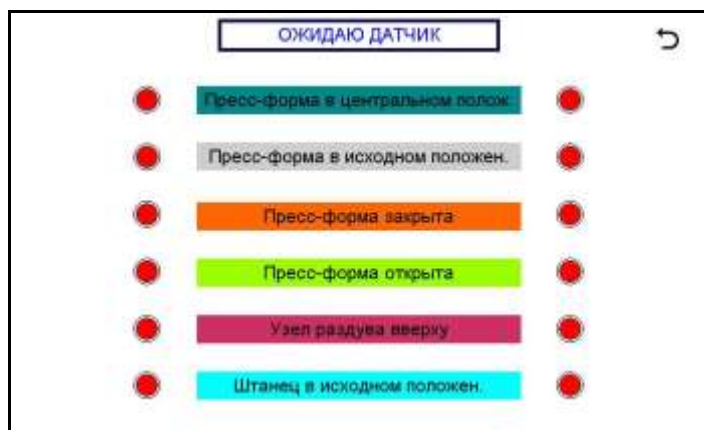 ОЖИДАЮ ДАТЧИК
Пресс-форма в центральном полож.
Пресс-форма в исходном положен.
Пресс-форма закрыта
Пресс-форма открыта
Узел раздува вверху
Штанец в исходном положен.